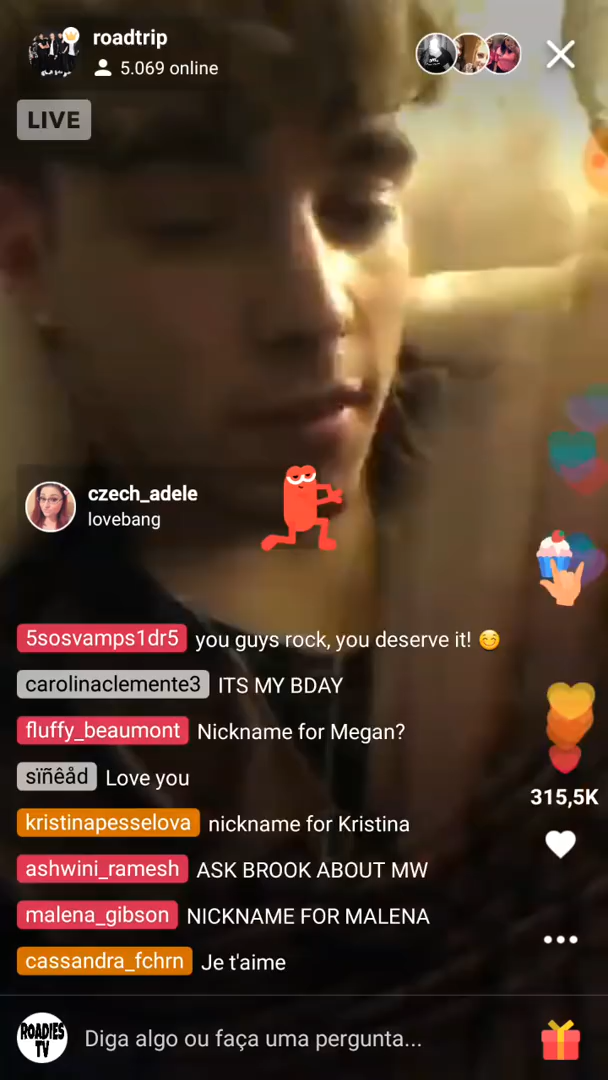 roadtrip
5.069 online
LIVE
czech_adele
lovebang
5sosvamps1dr5 you guys rock, you deserve it! 😊
carolinaclemente3 ITS MY BDAY
fluffy_beaumont Nickname for Megan?
sïñêåd Love you
kristinapesselova nickname for Kristina
ashwini_ramesh ASK BROOK ABOUT MW
malena_gibson NICKNAME FOR MALENA
cassandra_fchrn Je t'aime
315,5K
ROADIES
TV
Diga algo ou faça uma pergunta...